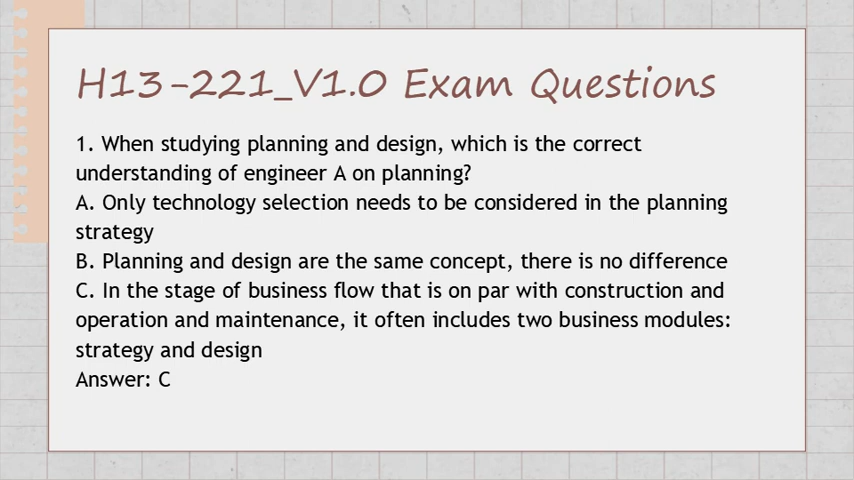 H13-221_V1.0 Exam Questions
1. When studying planning and design, which is the correct
understanding of engineer A on planning?
A. Only technology selection needs to be considered in the planning
strategy
B. Planning and design are the same concept, there is no difference
C. In the stage of business flow that is on par with construction and
operation and maintenance, it often includes two business modules:
strategy and design
Answer: C